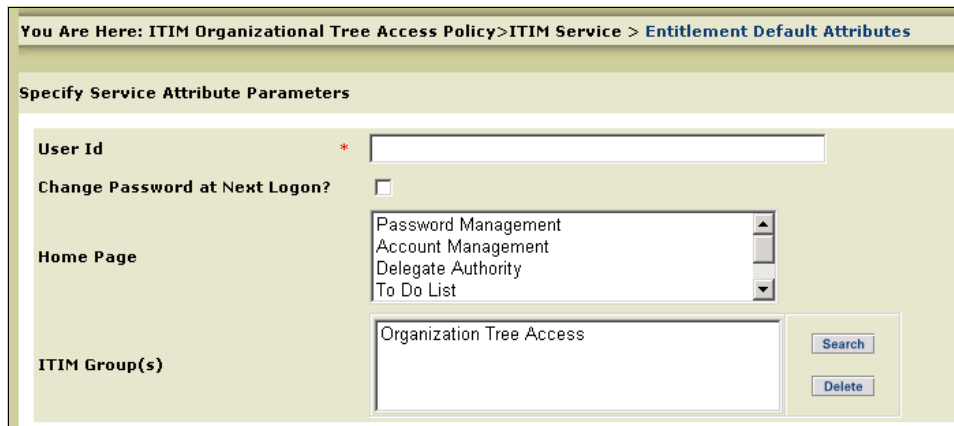 You Are Here: ITIM Organizational Tree Access Policy>ITIM Service > Entitlement Default Attributes
Specify Service Attribute Parameters
User Id *
Change Password at Next Logon?
Home Page
Password Management
Account Management
Delegate Authority
To Do List
ITIM Group(s)
Organization Tree Access
Search
Delete